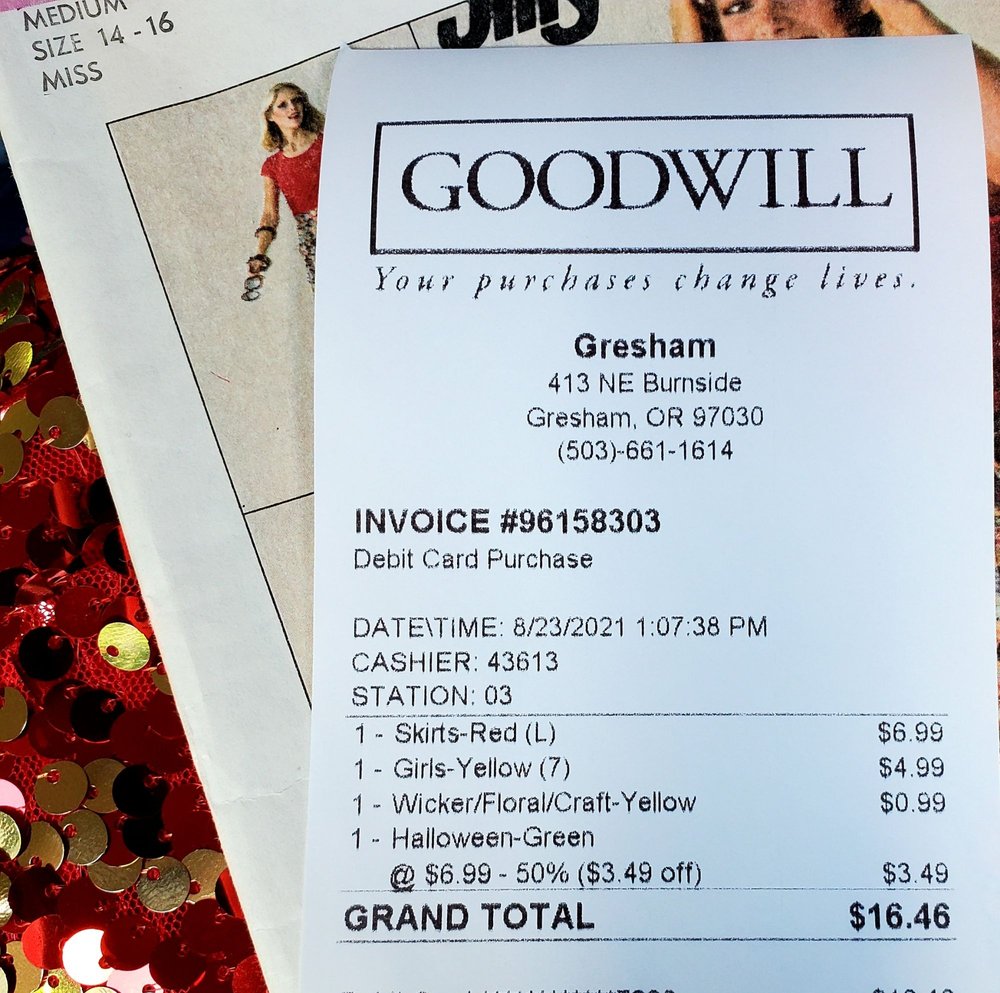 MEDIUM
SIZE 14 - 16
MISS
GOODWILL
Your purchases change lives.
Gresham
413 NE Burnside
Gresham, OR 97030
(503)-661-1614
INVOICE #96158303
Debit Card Purchase
DATE\TIME: 8/23/2021 1:07:38 PM
CASHIER: 43613
STATION: 03
1 - Skirts-Red (L) $6.99
1 - Girls-Yellow (7) $4.99
1 - Wicker/Floral/Craft-Yellow $0.99
1 - Halloween-Green
@ $6.99 - 50% ($3.49 off) $3.49
GRAND TOTAL $16.46